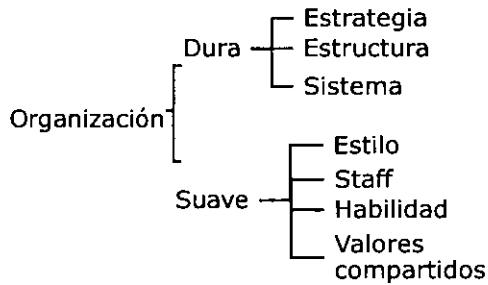 Organización
Dura
Estrategia
Estructura
Sistema
Suave
Estilo
Staff
Habilidad
Valores
compartidos